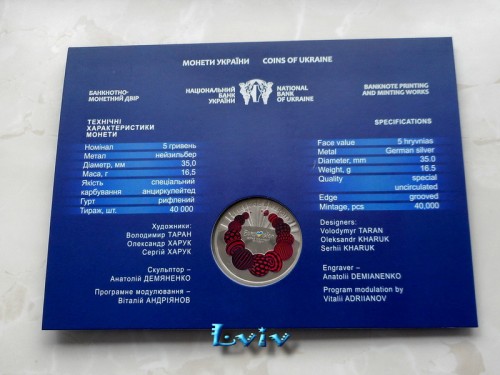 МОНЕТИ УКРАЇНИ COINS OF UKRAINE
БАНКНОТНО-
МОНЕТНИЙ ДВІР
НАЦІОНАЛЬНИЙ
БАНК
УКРАЇНИ
NATIONAL
BANK
OF UKRAINE
BANKNOTE PRINTING
AND MINTING WORKS
ТЕХНІЧНІ
ХАРАКТЕРИСТИКИ
МОНЕТИ
Номінал 5 гривень
Метал нейзильбер
Діаметр, мм 35,0
Маса, г 16,5
Якість спеціальний
карбування анциркулейтед
Гурт рифлений
Тираж, шт. 40 000
Художники:
Володимир ТАРАН
Олександр ХАРУК
Сергій ХАРУК
Скульптор –
Анатолій ДЕМЯНЕНКО
Програмне модулювання –
Віталій АНДРІЯНОВ
SPECIFICATIONS
Face value 5 hryvnias
Metal German silver
Diameter, mm 35.0
Weight, g 16.5
Quality special
uncirculated
Edge grooved
Mintage, pcs 40,000
Designers:
Volodymyr TARAN
Oleksandr KHARUK
Serhii KHARUK
Engraver –
Anatolii DEMIANENKO
Program modulation by
Vitalii ADRIIANOV
Lviv